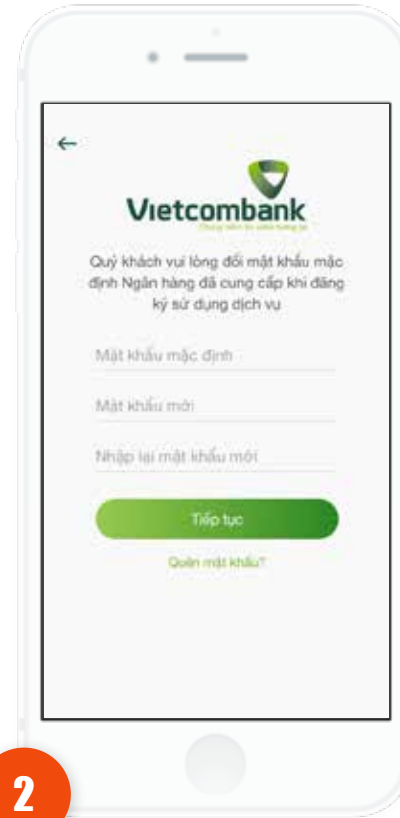 Vietcombank
Quý khách vui lòng đổi mật khẩu mặc
định Ngân hàng đã cung cấp khi đăng
ký sử dụng dịch vụ
Mật khẩu mặc định
Mật khẩu mới
Nhập lại mật khẩu mới
Tiếp tục
Quên mật khẩu?
2